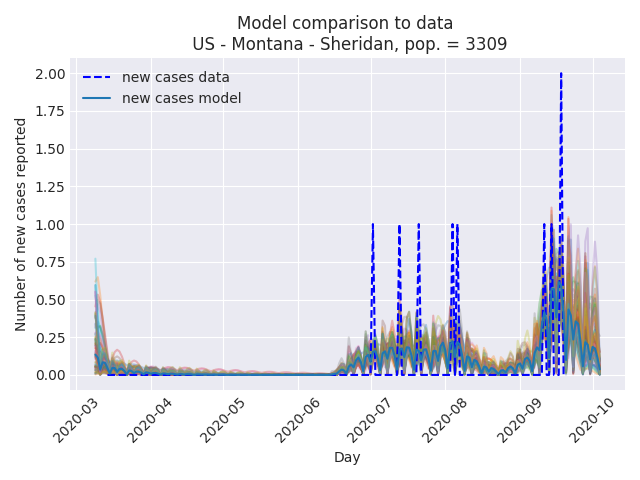 Model comparison to data
US - Montana - Sheridan, pop. = 3309
new cases data
new cases model
Number of new cases reported
2.00
1.75
1.50
1.25
1.00
0.75
0.50
0.25
0.00
2020-03
2020-04
2020-05
2020-06
2020-07
2020-08
2020-09
2020-10
Day